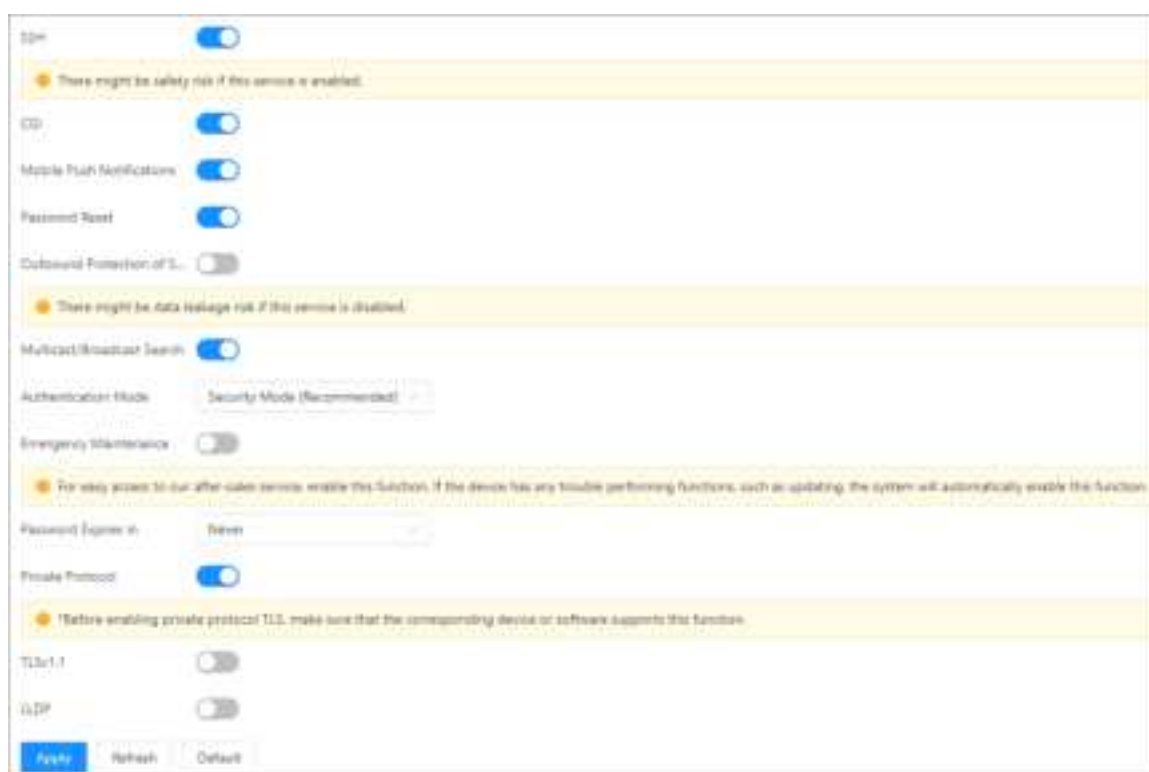 SSH
There might be safety risk if this service is enabled.
CGI
Mobile Push Notifications
Password Reset
Outbound Protection of S...
There might be data leakage risk if this service is disabled.
Multicast/Broadcast Search
Authentication Mode Security Mode (Recommended)
Emergency Maintenance
For easy access to our after-sales service, enable this function. If the device has any trouble performing functions, such as updating, the system will automatically enable this function.
Password Expires in Never
Private Protocol
*Before enabling private protocol TLS, make sure that the corresponding device or software supports this function.
TLSv1.1
LLDP
Apply Refresh Default